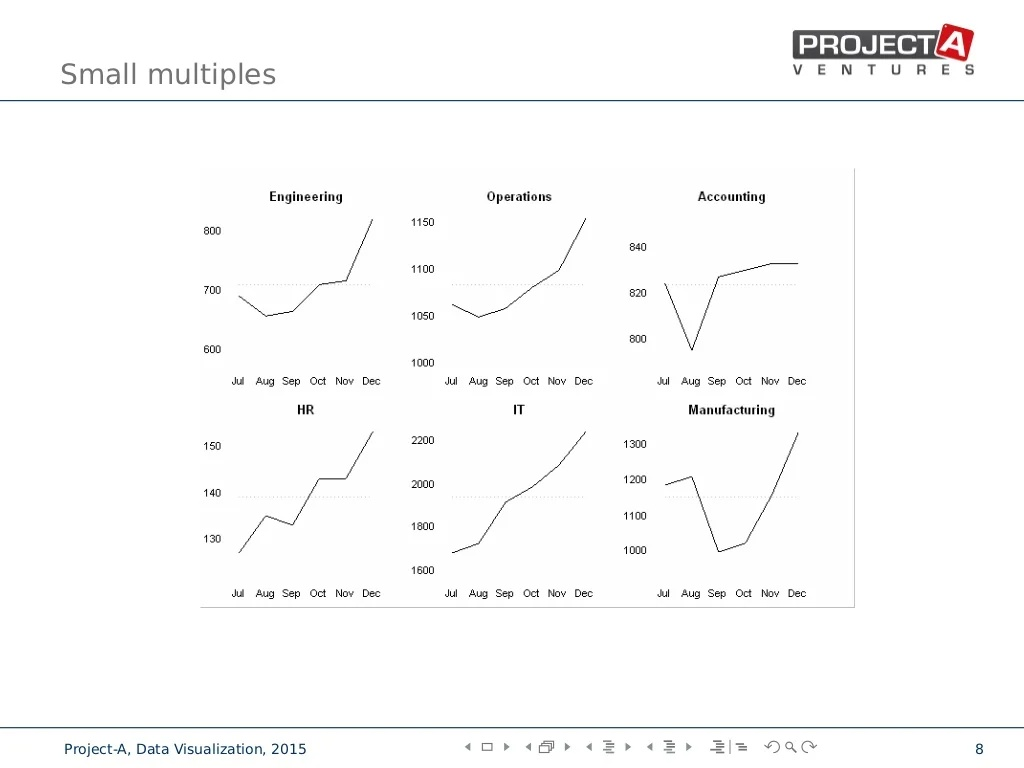 PROJECT A
VENTURES
Small multiples
Engineering
800
700
600
Jul Aug Sep Oct Nov Dec
Operations
1150
1100
1050
1000
Jul Aug Sep Oct Nov Dec
Accounting
840
820
800
Jul Aug Sep Oct Nov Dec
HR
150
140
130
Jul Aug Sep Oct Nov Dec
IT
2200
2000
1800
1600
Jul Aug Sep Oct Nov Dec
Manufacturing
1300
1200
1100
1000
Jul Aug Sep Oct Nov Dec
Project-A, Data Visualization, 2015
8